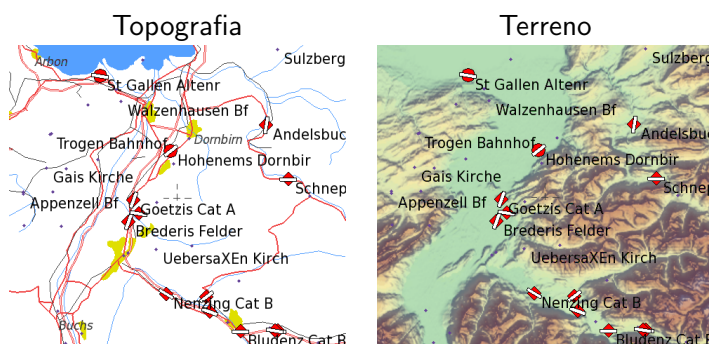 Topografia
Arbon
Sulzberg
St Gallen Altenr
Walzenhausen Bf
Dornbirn
Andelsbuc
Trogen Bahnhof
Hohenems Dornbir
Gais Kirche
Schnep
Appenzell Bf
Goetzis Cat A
Brederis Felder
UebersaXEn Kirch
Nenzing Cat B
Buchs
Bludenz Cat B
Terreno
Sulzberg
St Gallen Altenr
Walzenhausen Bf
Andelsbuc
Trogen Bahnhof
Hohenems Dornbir
Gais Kirche
Schnep
Appenzell Bf
Goetzis Cat A
Brederis Felder
UebersaXEn Kirch
Nenzing Cat B
Bludenz Cat B